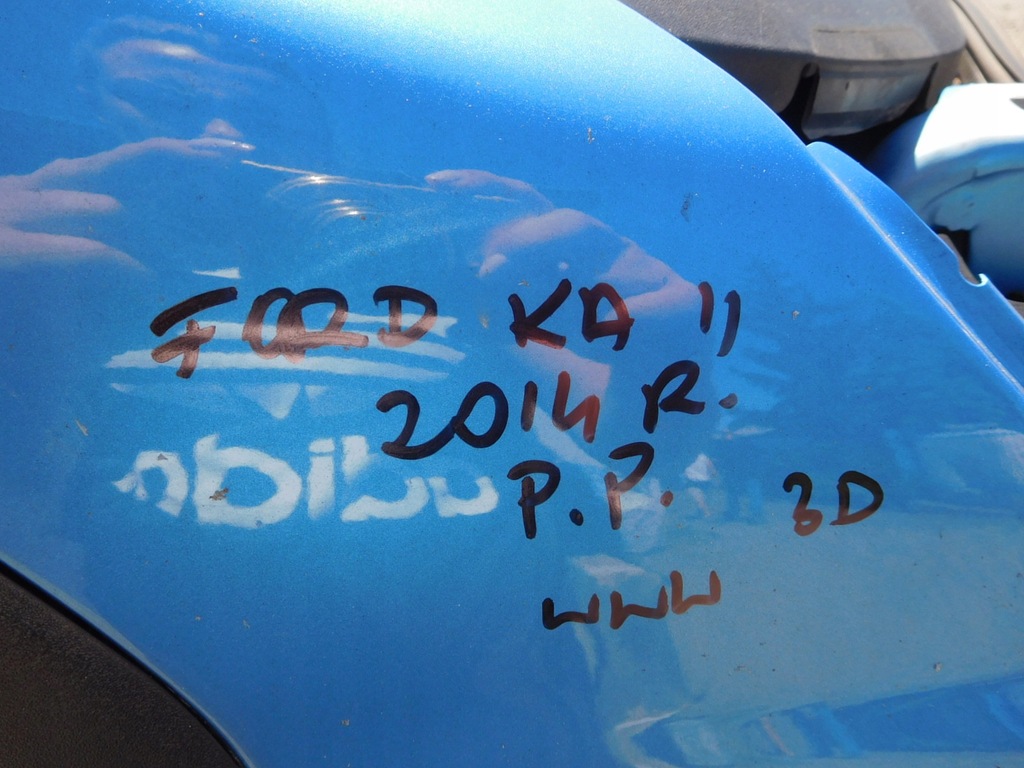 FORD KA II
2014 R.
P.P. 3D
WWW